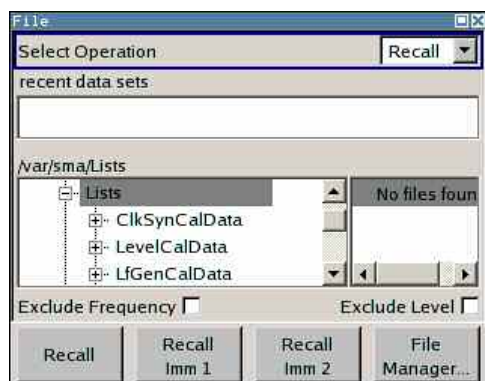 File
Select Operation Recall
recent data sets
/var/sma/Lists
Lists No files foun
ClkSynCalData
LevelCalData
LfGenCalData
Exclude Frequency Exclude Level
Recall Recall Imm 1 Recall Imm 2 File Manager...